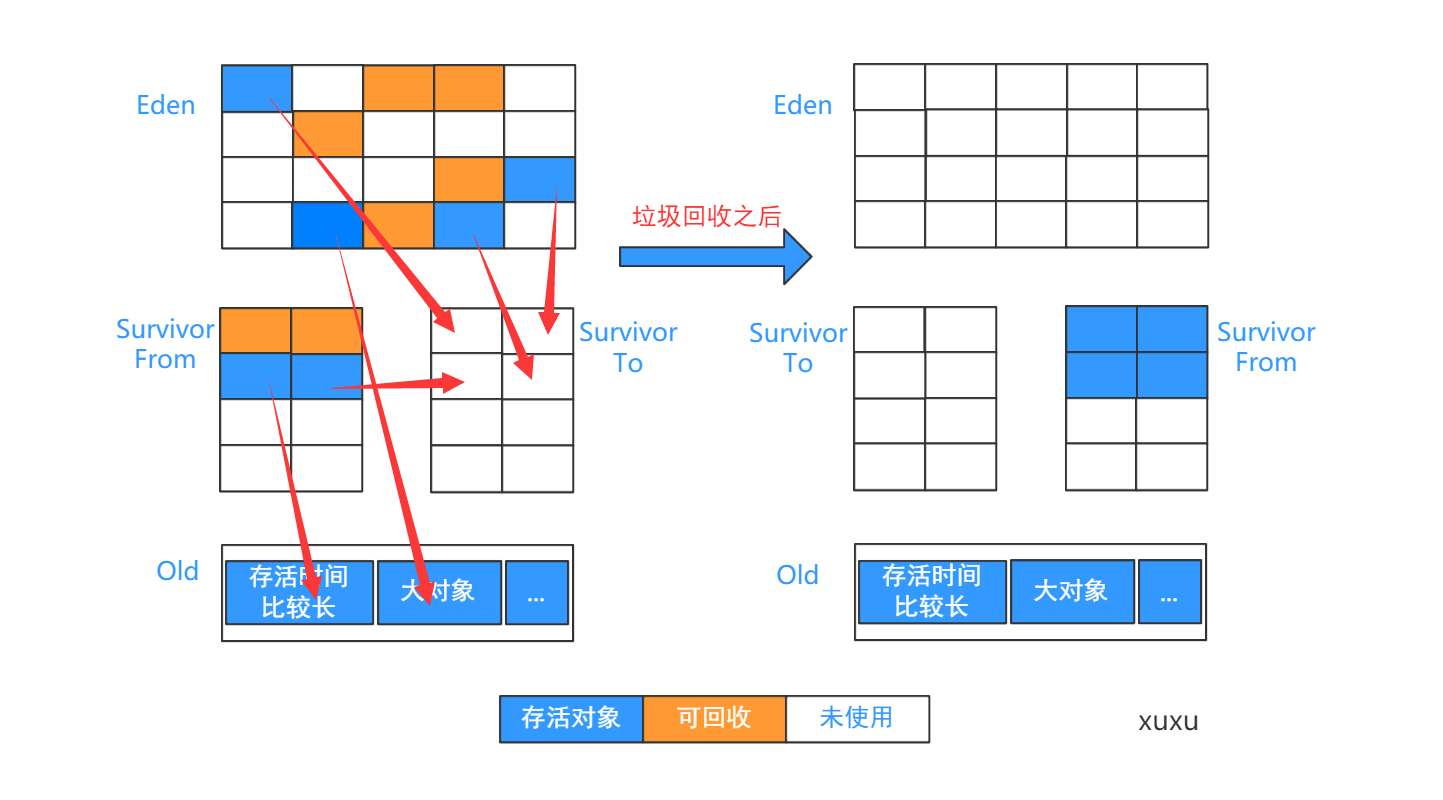 Eden
Eden
垃圾回收之后
Survivor
From
Survivor
To
Survivor
To
Survivor
From
Old
存活时间
比较长
大对象
...
Old
存活时间
比较长
大对象
...
存活对象
可回收
未使用
xuxu